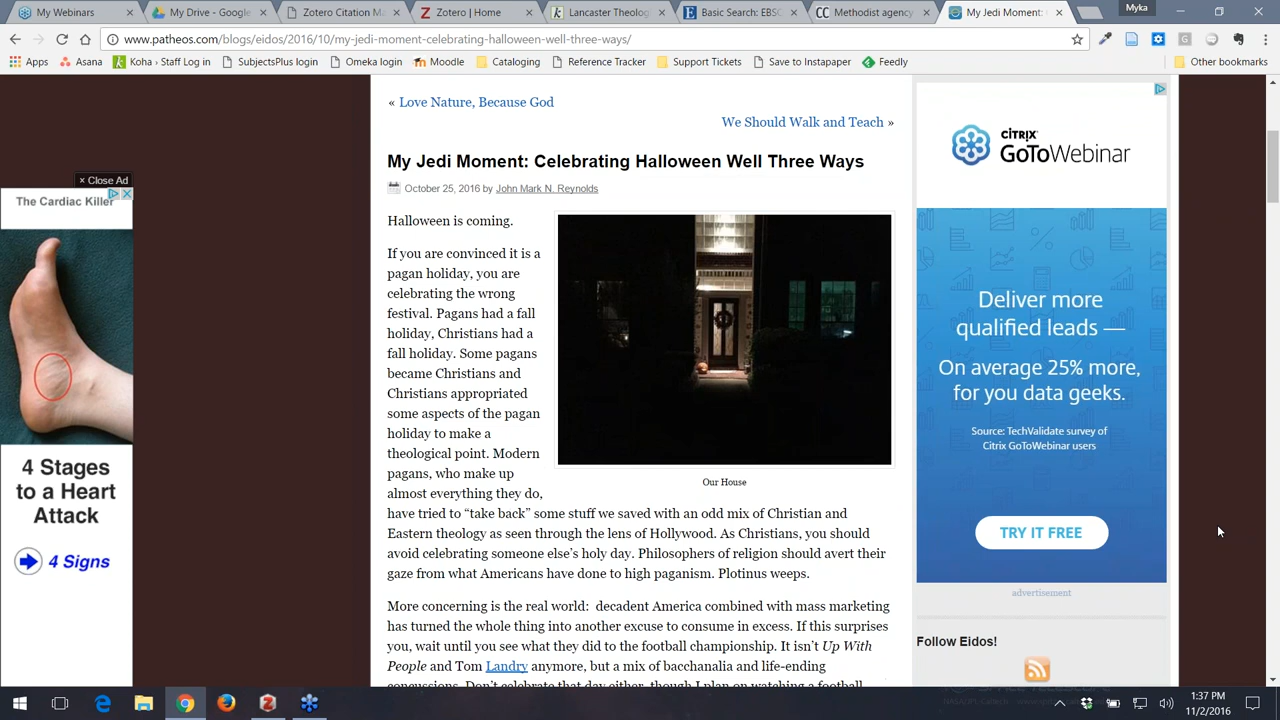 My Webinars
My Drive - Google
Zotero Citation Ma
Zotero | Home
Lancaster Theologi
Basic Search: EBSC
Methodist agency
My Jedi Moment: C
Myka
www.patheos.com/blogs/eidos/2016/10/my-jedi-moment-celebrating-halloween-well-three-ways/
Apps
Asana
Koha › Staff Log in
SubjectsPlus login
Omeka login
Moodle
Cataloging
Reference Tracker
Support Tickets
Save to Instapaper
Feedly
Other bookmarks
« Love Nature, Because God
We Should Walk and Teach »
My Jedi Moment: Celebrating Halloween Well Three Ways
October 25, 2016 by John Mark N. Reynolds
Halloween is coming.
If you are convinced it is a
pagan holiday, you are
celebrating the wrong
festival. Pagans had a fall
holiday, Christians had a
fall holiday. Some pagans
became Christians and
Christians appropriated
some aspects of the pagan
holiday to make a
theological point. Modern
pagans, who make up
almost everything they do,
have tried to “take back” some stuff we saved with an odd mix of Christian and
Eastern theology as seen through the lens of Hollywood. As Christians, you should
avoid celebrating someone else’s holy day. Philosophers of religion should avert their
gaze from what Americans have done to high paganism. Plotinus weeps.
Our House
More concerning is the real world: decadent America combined with mass marketing
has turned the whole thing into another excuse to consume in excess. If this surprises
you, wait until you see what they did to the football championship. It isn’t Up With
People and Tom Landry anymore, but a mix of bacchanalia and life-ending
concussions. Don’t celebrate that day either, though I plan on watching a football
× Close Ad
The Cardiac Killer
4 Stages
to a Heart
Attack
4 Signs
CITRIX
GoToWebinar
Deliver more
qualified leads —
On average 25% more,
for you data geeks.
Source: TechValidate survey of
Citrix GoToWebinar users
TRY IT FREE
advertisement
Follow Eidos!
1:37 PM
11/2/2016